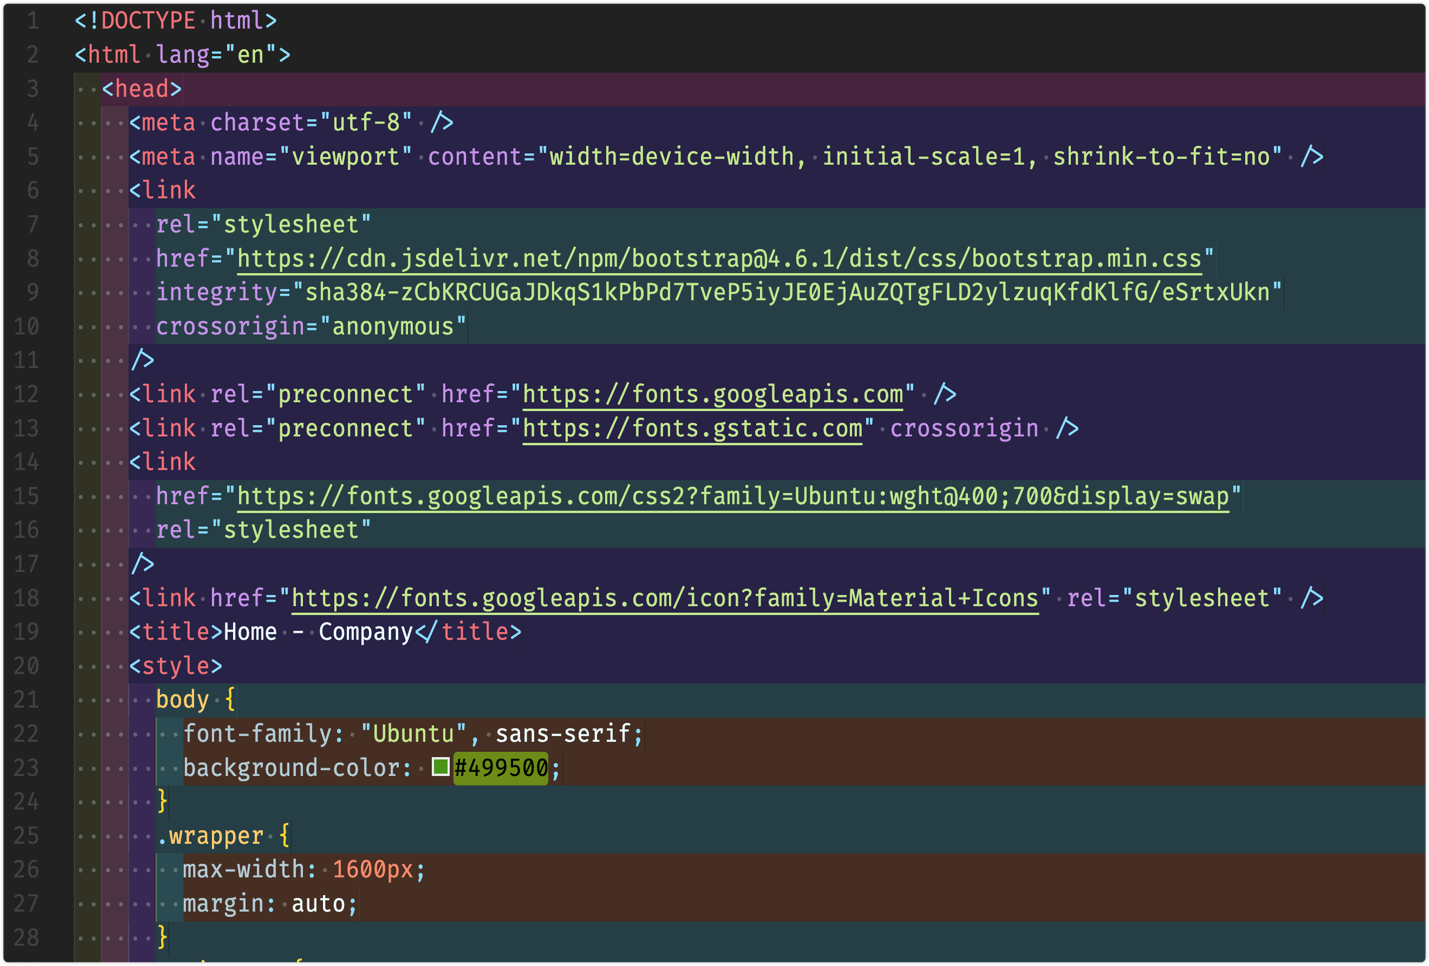 1 <!DOCTYPE html>
2 <html lang="en">
3 <head>
4 <meta charset="utf-8" />
5 <meta name="viewport" content="width=device-width, initial-scale=1, shrink-to-fit=no" />
6 <link
7 rel="stylesheet"
8 href="https://cdn.jsdelivr.net/npm/bootstrap@4.6.1/dist/css/bootstrap.min.css"
9 integrity="sha384-zCbKRCUGaJDkqS1kPbPd7TveP5iyJE0EjAuZQTgFLD2ylzuqKfdKlfG/eSrtxUkn"
10 crossorigin="anonymous"
11 />
12 <link rel="preconnect" href="https://fonts.googleapis.com" />
13 <link rel="preconnect" href="https://fonts.gstatic.com" crossorigin />
14 <link
15 href="https://fonts.googleapis.com/css2?family=Ubuntu:wght@400;700&display=swap"
16 rel="stylesheet"
17 />
18 <link href="https://fonts.googleapis.com/icon?family=Material+Icons" rel="stylesheet" />
19 <title>Home - Company</title>
20 <style>
21 body {
22 font-family: "Ubuntu", sans-serif;
23 background-color: #499500;
24 }
25 .wrapper {
26 max-width: 1600px;
27 margin: auto;
28 }